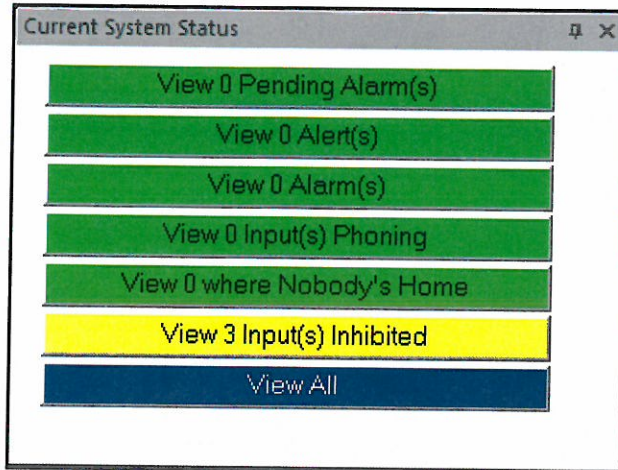 Current System Status
View 0 Pending Alarm(s)
View 0 Alert(s)
View 0 Alarm(s)
View 0 Input(s) Phoning
View 0 where Nobody's Home
View 3 Input(s) Inhibited
View All